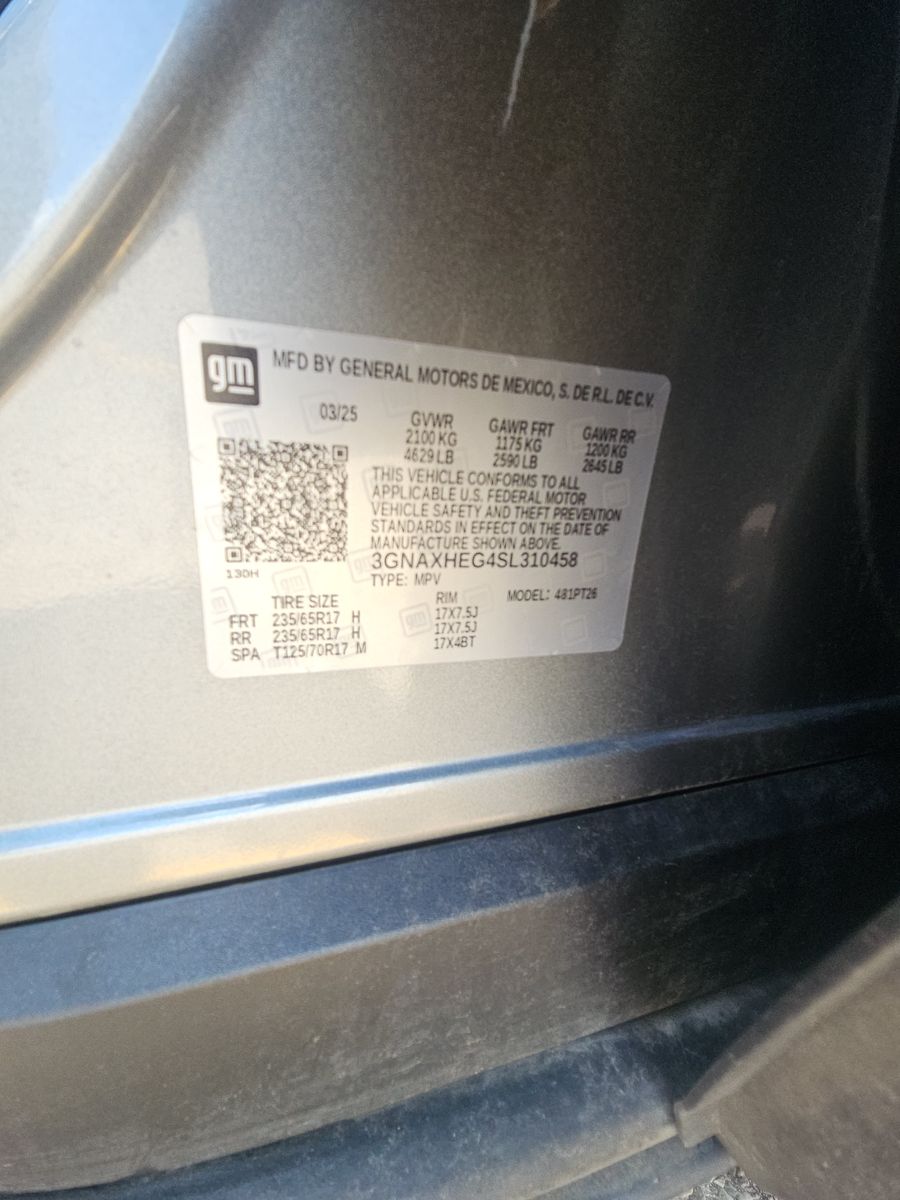 gm
MFD BY GENERAL MOTORS DE MEXICO, S. DE R.L. DE C.V.
03/25
GVWR GAWR FRT GAWR RR
2100 KG 1175 KG 1200 KG
4629 LB 2590 LB 2645 LB
THIS VEHICLE CONFORMS TO ALL
APPLICABLE U.S. FEDERAL MOTOR
VEHICLE SAFETY AND THEFT PREVENTION
STANDARDS IN EFFECT ON THE DATE OF
MANUFACTURE SHOWN ABOVE.
3GNAXHEG4SL310458
130H
TYPE: MPV MODEL: 481PT26
TIRE SIZE RIM
FRT 235/65R17 H 17X7.5J
RR 235/65R17 H 17X7.5J
SPA T125/70R17 M 17X4BT